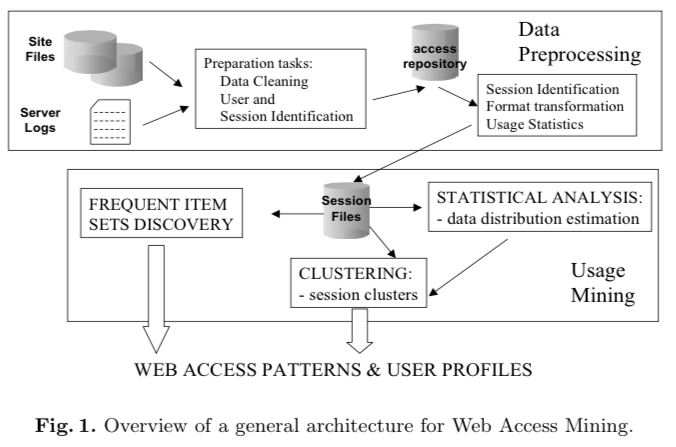 Site
Files
Server
Logs
Preparation tasks:
Data Cleaning
User and
Session Identification
access
repository
Data
Preprocessing
Session Identification
Format transformation
Usage Statistics
FREQUENT ITEM
SETS DISCOVERY
Session
Files
STATISTICAL ANALYSIS:
- data distribution estimation
CLUSTERING:
- session clusters
Usage
Mining
WEB ACCESS PATTERNS & USER PROFILES
Fig. 1. Overview of a general architecture for Web Access Mining.